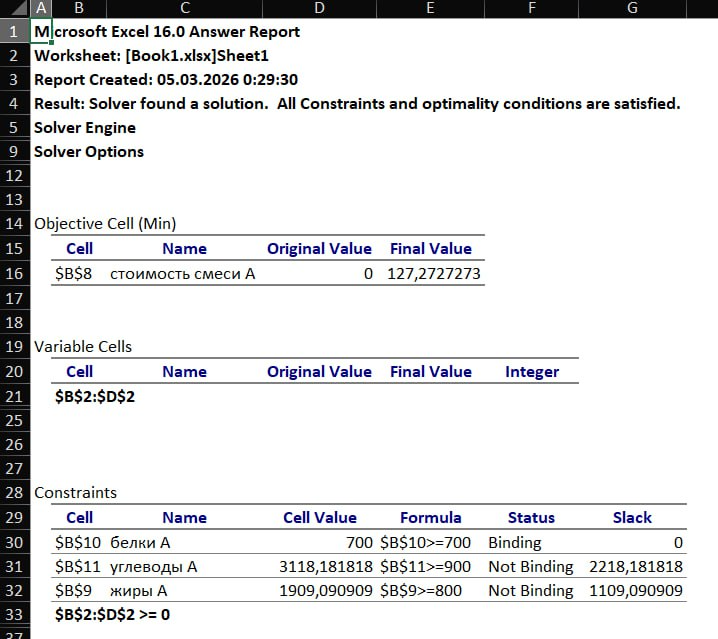 A B C D E F G
1 Microsoft Excel 16.0 Answer Report
2 Worksheet: [Book1.xlsx]Sheet1
3 Report Created: 05.03.2026 0:29:30
4 Result: Solver found a solution.  All Constraints and optimality conditions are satisfied.
5 Solver Engine
9 Solver Options
12
13
14 Objective Cell (Min)
15 Cell Name Original Value Final Value
16 $B$8 стоимость смеси A 0 127,2727273
17
18
19 Variable Cells
20 Cell Name Original Value Final Value Integer
21 $B$2:$D$2
25
26
27
28 Constraints
29 Cell Name Cell Value Formula Status Slack
30 $B$10 белки A 700 $B$10>=700 Binding 0
31 $B$11 углеводы A 3118,181818 $B$11>=900 Not Binding 2218,181818
32 $B$9 жиры A 1909,090909 $B$9>=800 Not Binding 1109,090909
33 $B$2:$D$2 >= 0
37